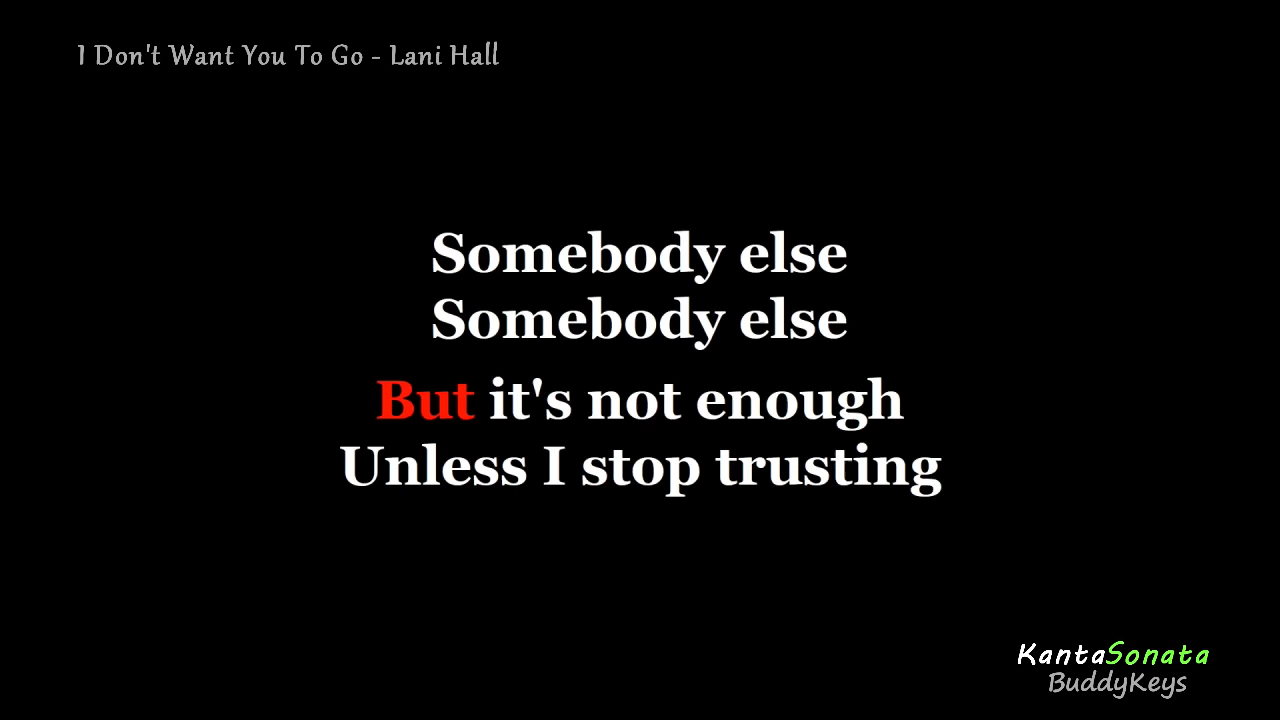 I Don't Want You To Go - Lani Hall
Somebody else
Somebody else
But it's not enough
Unless I stop trusting
KantaSonata
BuddyKeys